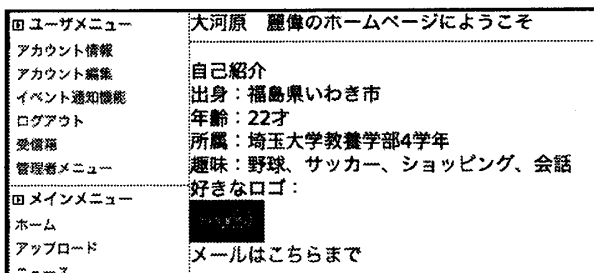 ユーザメニュー
アカウント情報
アカウント編集
イベント通知機能
ログアウト
受信箱
管理者メニュー
メインメニュー
ホーム
アップロード
ニュース
大河原 麗偉のホームページにようこそ
自己紹介
出身：福島県いわき市
年齢：22才
所属：埼玉大学教養学部4学年
趣味：野球、サッカー、ショッピング、会話
好きなロゴ：
メールはこちらまで